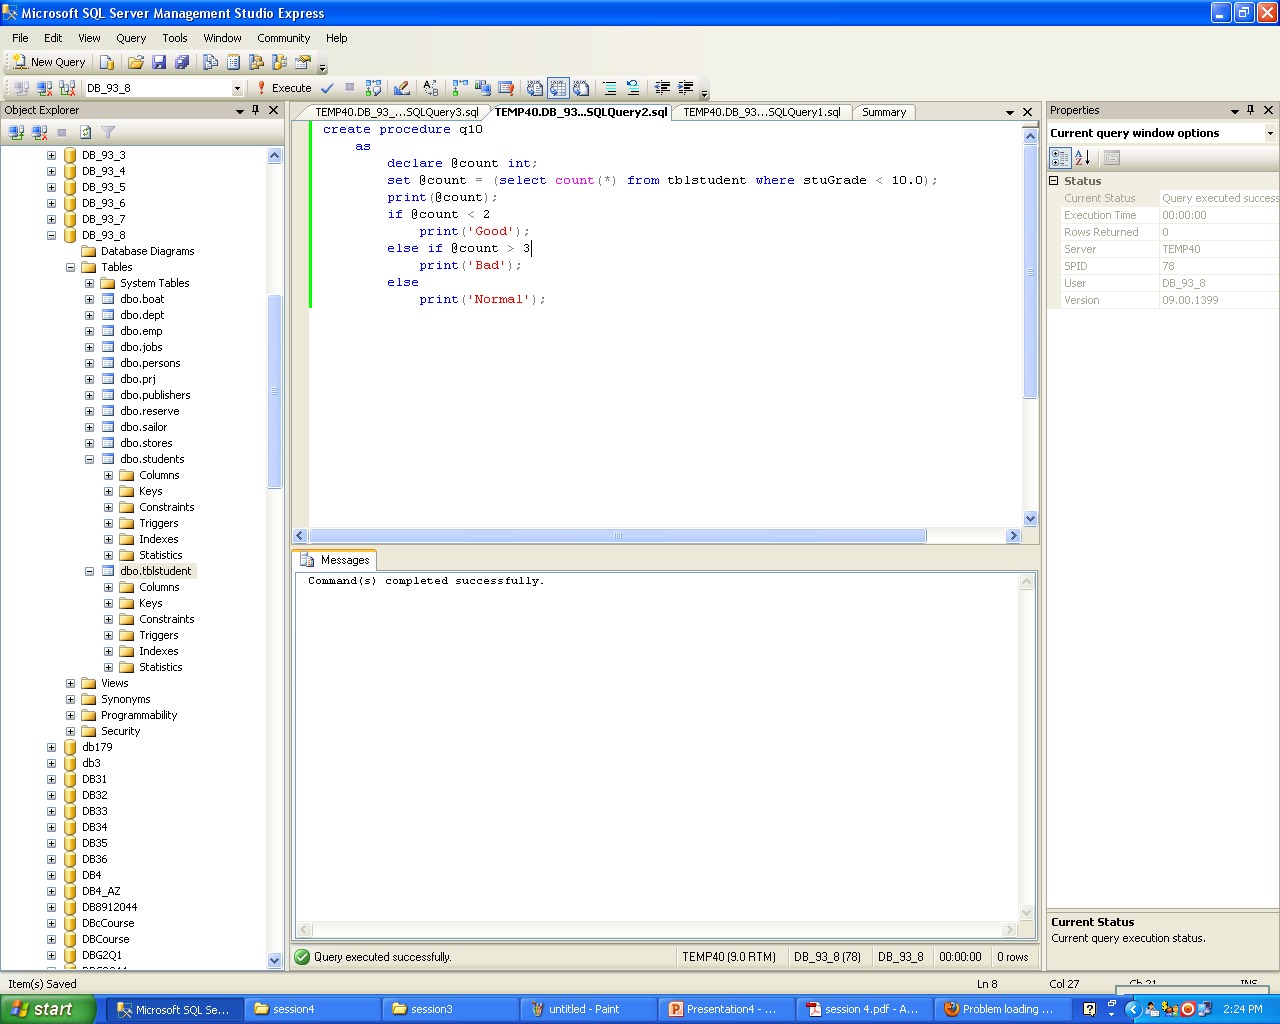 Microsoft SQL Server Management Studio Express
File Edit View Query Tools Window Community Help
New Query
DB_93_8 Execute
Object Explorer
DB_93_3
DB_93_4
DB_93_5
DB_93_6
DB_93_7
DB_93_8
Database Diagrams
Tables
System Tables
dbo.boat
dbo.dept
dbo.emp
dbo.jobs
dbo.persons
dbo.prj
dbo.publishers
dbo.reserve
dbo.sailor
dbo.stores
dbo.students
Columns
Keys
Constraints
Triggers
Indexes
Statistics
dbo.tblstudent
Columns
Keys
Constraints
Triggers
Indexes
Statistics
Views
Synonyms
Programmability
Security
db179
db3
DB31
DB32
DB33
DB34
DB35
DB36
DB4
DB4_AZ
DB8912044
DBcCourse
DBCourse
DBG2Q1
TEMP40.DB_93_...SQLQuery3.sql TEMP40.DB_93...SQLQuery2.sql TEMP40.DB_93...SQLQuery1.sql Summary
create procedure q10
as
declare @count int;
set @count = (select count(*) from tblstudent where stuGrade < 10.0);
print(@count);
if @count < 2
print('Good');
else if @count > 3
print('Bad');
else
print('Normal');
Messages
Command(s) completed successfully.
Query executed successfully. TEMP40 (9.0 RTM) DB_93_8 (78) DB_93_8 00:00:00 0 rows
Properties
Current query window options
Status
Current Status Query executed success
Execution Time 00:00:00
Rows Returned 0
Server TEMP40
SPID 78
User DB_93_8
Version 09.00.1399
Current Status
Current query execution status.
Item(s) Saved Ln 8 Col 27 Ch 21 INS
start Microsoft SQL Se... session4 session3 untitled - Paint Presentation4 - ... session 4.pdf - A... Problem loading ... 2:24 PM